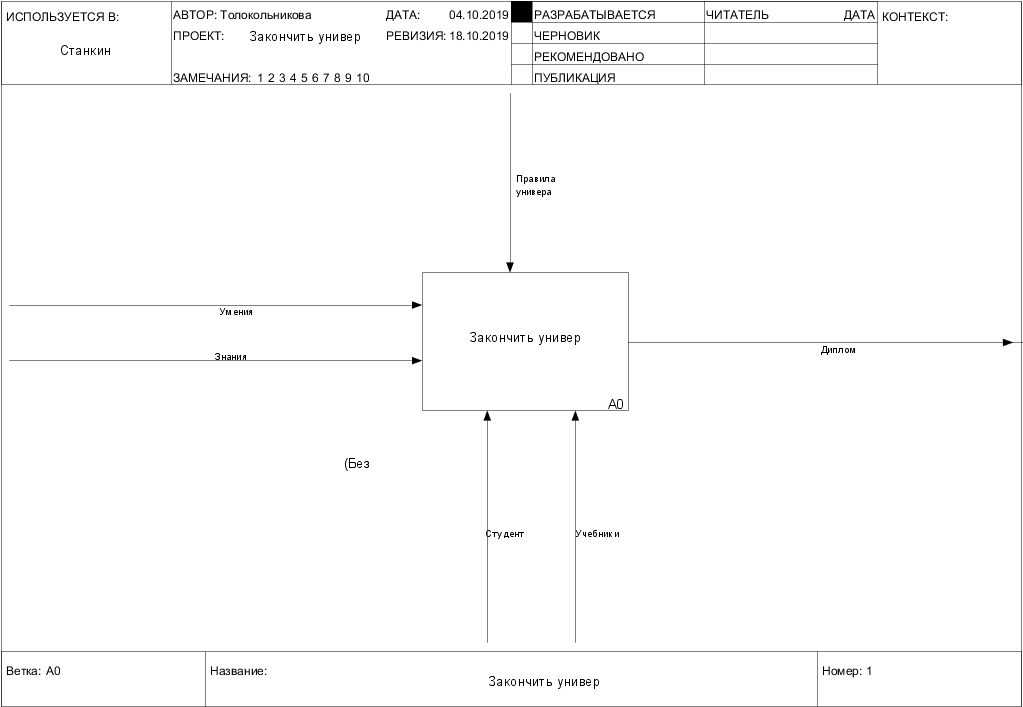 ИСПОЛЬЗУЕТСЯ В:
Станкин
АВТОР: Толокольникова
ДАТА: 04.10.2019
ПРОЕКТ: Закончить универ
РЕВИЗИЯ: 18.10.2019
ЗАМЕЧАНИЯ: 1 2 3 4 5 6 7 8 9 10
РАЗРАБАТЫВАЕТСЯ
ЧЕРНОВИК
РЕКОМЕНДОВАНО
ПУБЛИКАЦИЯ
ЧИТАТЕЛЬ ДАТА
КОНТЕКСТ:
Правила
универа
Умения
Знания
Закончить универ
A0
Диплом
(Без
Студент
Учебники
Ветка: A0
Название:
Закончить универ
Номер: 1